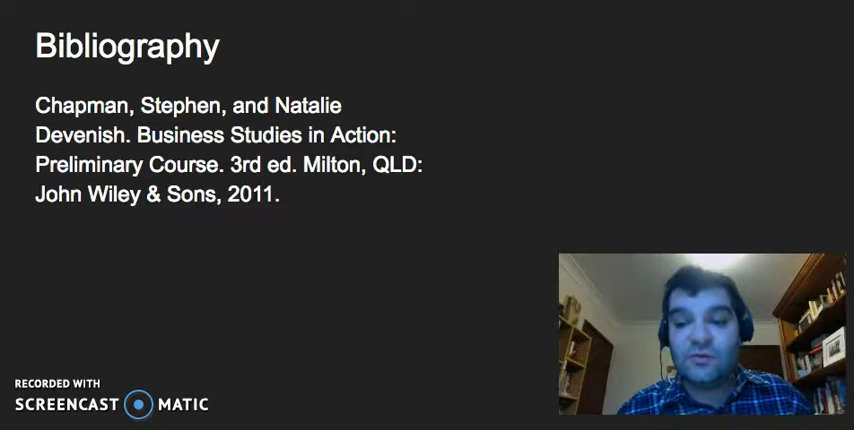 Bibliography
Chapman, Stephen, and Natalie
Devenish. Business Studies in Action:
Preliminary Course. 3rd ed. Milton, QLD:
John Wiley & Sons, 2011.
RECORDED WITH
SCREENCAST MATIC